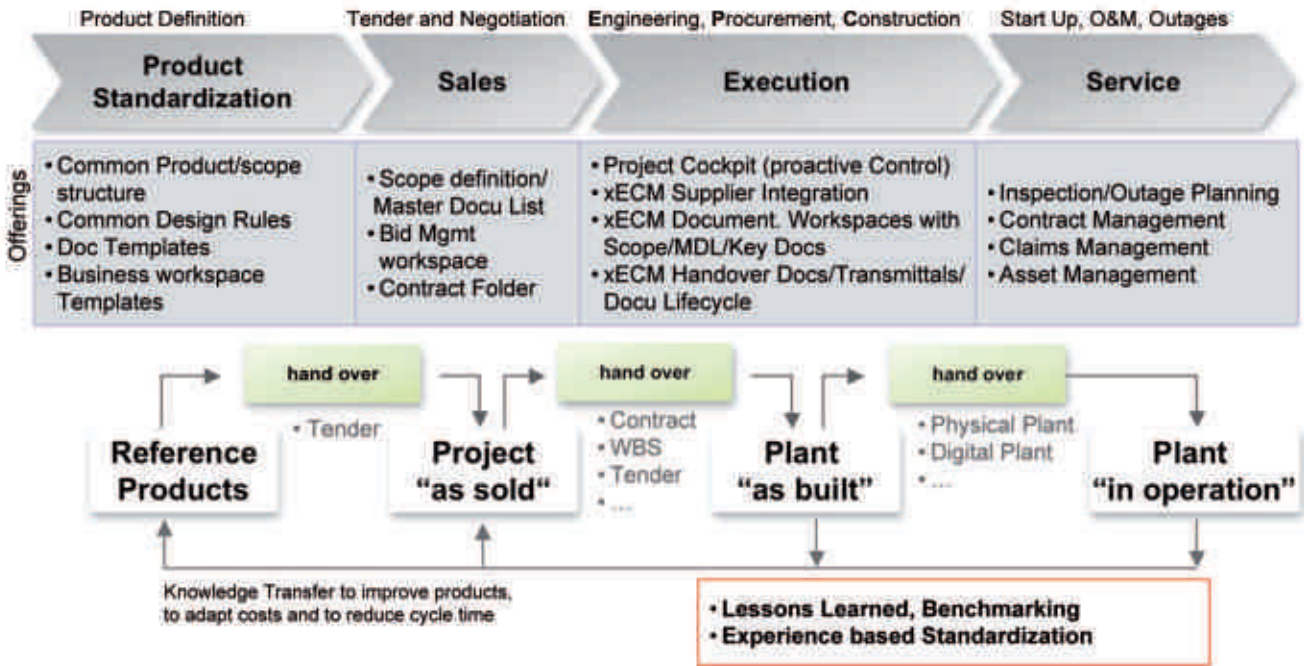 Product Definition
Tender and Negotiation
Engineering, Procurement, Construction
Start Up, O&M, Outages
Product
Standardization
Sales
Execution
Service
Offerings
• Common Product/scope
structure
• Common Design Rules
• Doc Templates
• Business workspace
Templates
• Scope definition/
Master Docu List
• Bid Mgmt
workspace
• Contract Folder
• Project Cockpit (proactive Control)
• xECM Supplier Integration
• xECM Document. Workspaces with
Scope/MDL/Key Docs
• xECM Handover Docs/Transmittals/
Docu Lifecycle
• Inspection/Outage Planning
• Contract Management
• Claims Management
• Asset Management
hand over
hand over
hand over
• Tender
• Contract
• WBS
• Tender
• ...
• Physical Plant
• Digital Plant
• ...
Reference
Products
Project
“as sold“
Plant
“as built”
Plant
“in operation”
Knowledge Transfer to improve products,
to adapt costs and to reduce cycle time
• Lessons Learned, Benchmarking
• Experience based Standardization